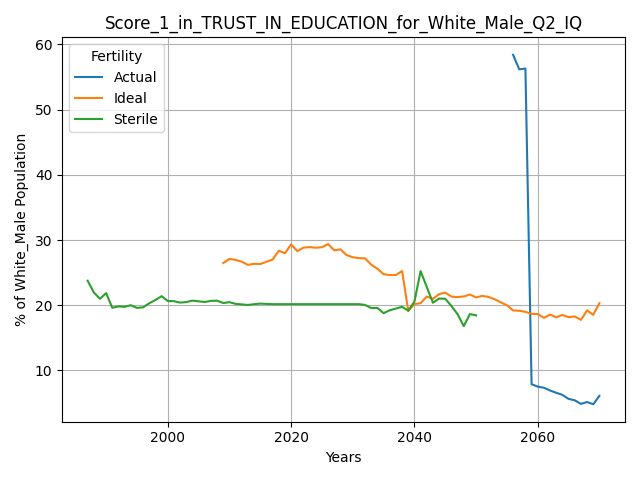 Score_1_in_TRUST_IN_EDUCATION_for_White_Male_Q2_IQ
Fertility
Actual
Ideal
Sterile
% of White_Male Population
60
50
40
30
20
10
2000
2020
2040
2060
Years